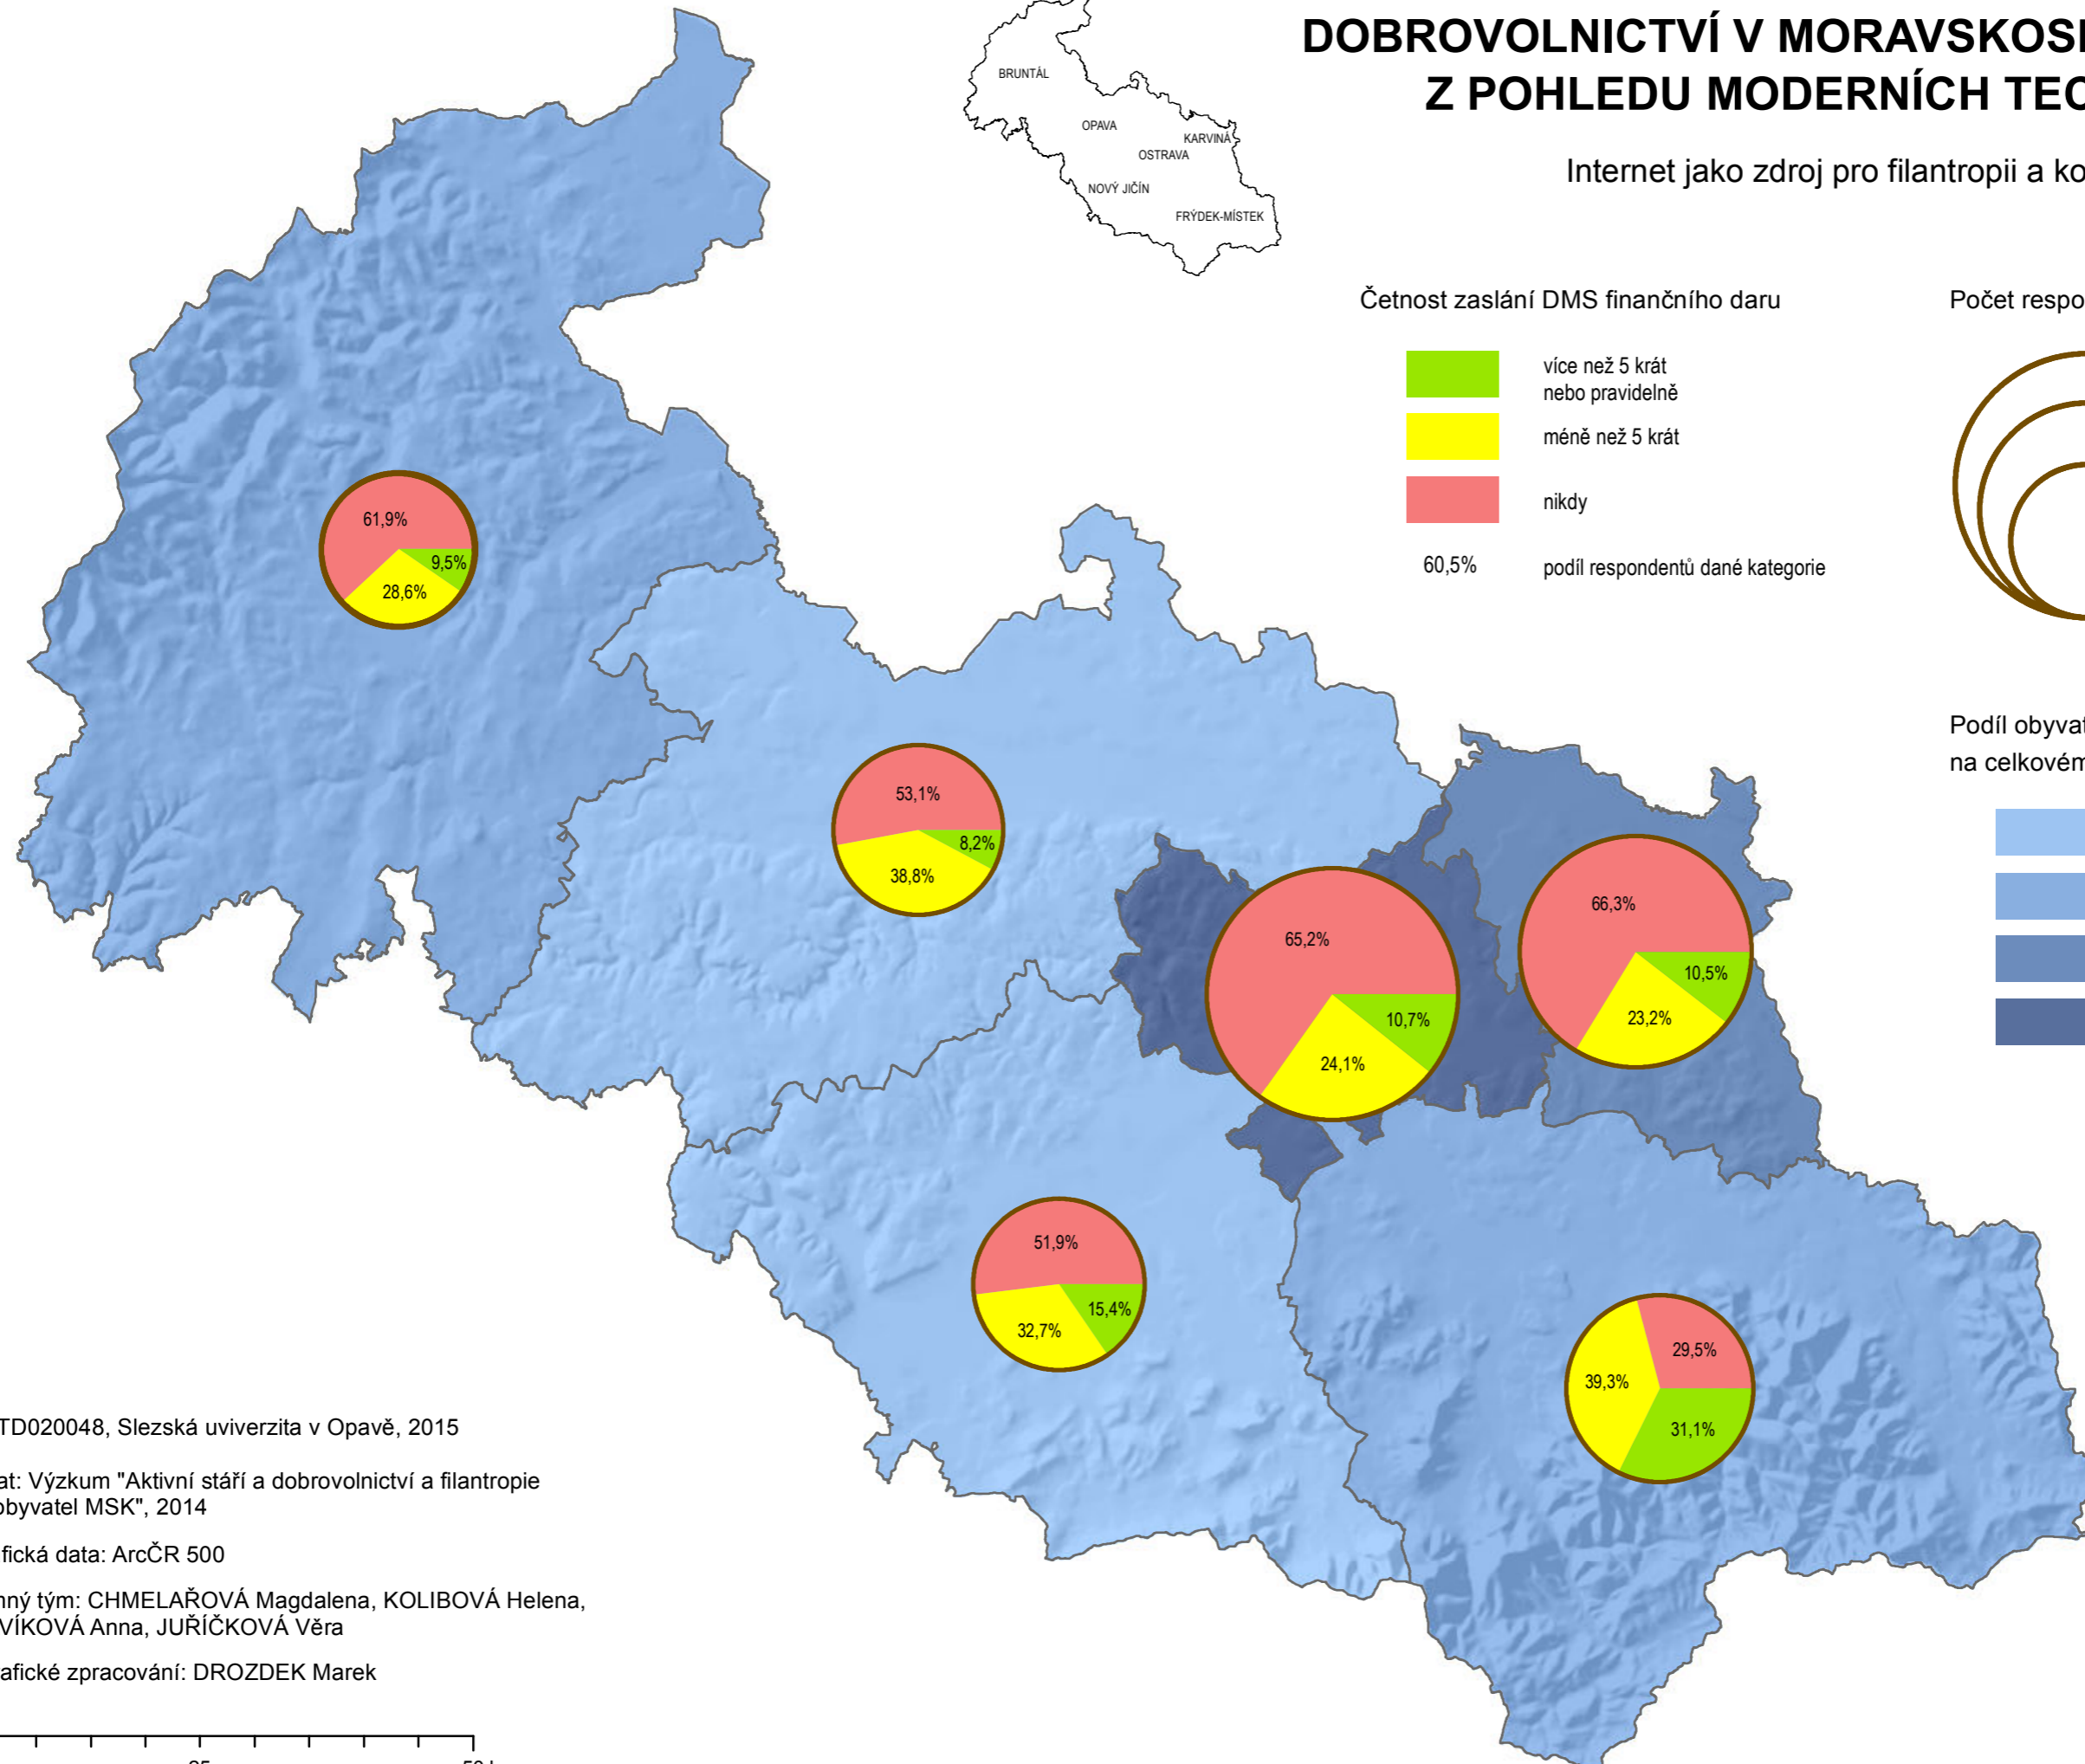 DOBROVOLNICTVÍ V MORAVSKOS
Z POHLEDU MODERNÍCH TEC
Internet jako zdroj pro filantropii a ko
BRUNTÁL
OPAVA
KARVINÁ
OSTRAVA
NOVÝ JIČÍN
FRÝDEK-MÍSTEK
Četnost zaslání DMS finančního daru
více než 5 krát
nebo pravidelně
méně než 5 krát
nikdy
60,5% podíl respondentů dané kategorie
Počet respo
Podíl obyvat
na celkovém
61,9%
9,5%
28,6%
53,1%
8,2%
38,8%
65,2%
10,7%
24,1%
66,3%
10,5%
23,2%
51,9%
15,4%
32,7%
29,5%
39,3%
31,1%
TD020048, Slezská uviverzita v Opavě, 2015
at: Výzkum "Aktivní stáří a dobrovolnictví a filantropie
obyvatel MSK", 2014
fická data: ArcČR 500
nný tým: CHMELAŘOVÁ Magdalena, KOLIBOVÁ Helena,
VÍKOVÁ Anna, JUŘÍČKOVÁ Věra
afické zpracování: DROZDEK Marek